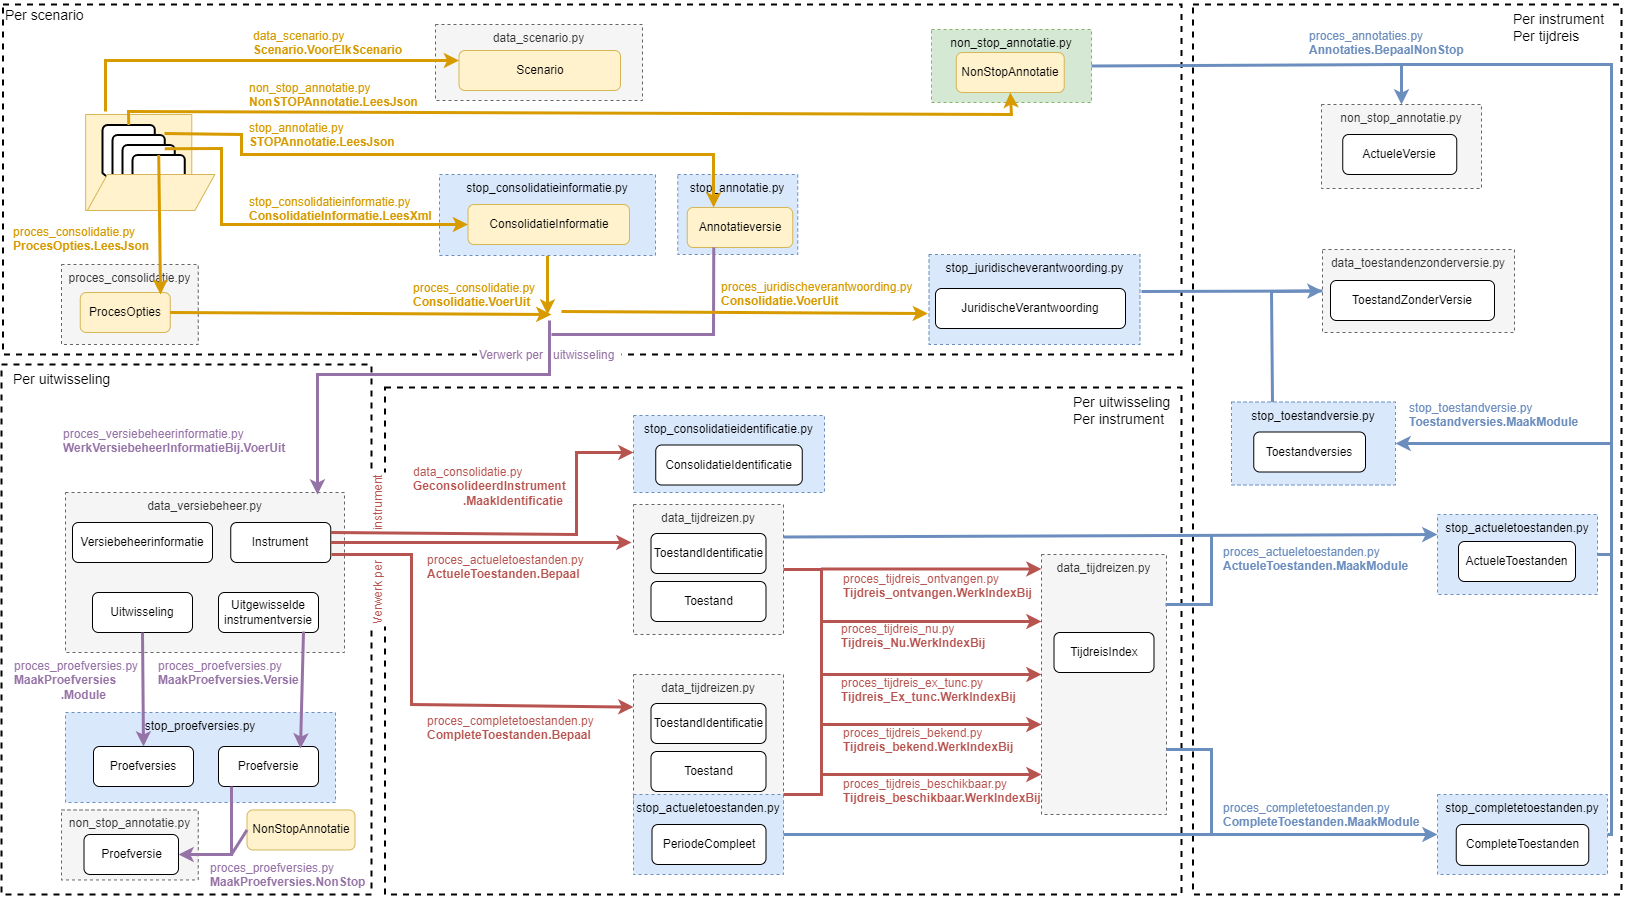 Per scenario
data_scenario.py
Scenario.VoorElkScenario
data_scenario.py
Scenario
non_stop_annotatie.py
NonSTOPAnnotatie.LeesJson
non_stop_annotatie.py
NonStopAnnotatie
stop_annotatie.py
STOPAnnotatie.LeesJson
stop_consolidatieinformatie.py
ConsolidatieInformatie.LeesXml
stop_consolidatieinformatie.py
ConsolidatieInformatie
stop_annotatie.py
Annotatieversie
proces_consolidatie.py
ProcesOpties.LeesJson
proces_consolidatie.py
ProcesOpties
proces_consolidatie.py
Consolidatie.VoerUit
proces_juridischeverantwoording.py
Consolidatie.VoerUit
stop_juridischeverantwoording.py
JuridischeVerantwoording
Verwerk per uitwisseling
Per uitwisseling
proces_versiebeheerinformatie.py
WerkVersiebeheerInformatieBij.VoerUit
data_versiebeheer.py
Versiebeheerinformatie
Instrument
Uitwisseling
Uitgewisselde
instrumentversie
proces_proefversies.py
MaakProefversies
.Module
proces_proefversies.py
MaakProefversies.Versie
stop_proefversies.py
Proefversies
Proefversie
non_stop_annotatie.py
Proefversie
NonStopAnnotatie
proces_proefversies.py
MaakProefversies.NonStop
Verwerk per instrument
Per uitwisseling
Per instrument
data_consolidatie.py
GeconsolideerdInstrument
.MaakIdentificatie
stop_consolidatieidentificatie.py
ConsolidatieIdentificatie
proces_actueletoestanden.py
ActueleToestanden.Bepaal
data_tijdreizen.py
ToestandIdentificatie
Toestand
proces_completetoestanden.py
CompleteToestanden.Bepaal
data_tijdreizen.py
ToestandIdentificatie
Toestand
stop_actueletoestanden.py
PeriodeCompleet
proces_tijdreis_ontvangen.py
Tijdreis_ontvangen.WerkIndexBij
proces_tijdreis_nu.py
Tijdreis_Nu.WerkIndexBij
proces_tijdreis_ex_tunc.py
Tijdreis_Ex_tunc.WerkIndexBij
proces_tijdreis_bekend.py
Tijdreis_bekend.WerkIndexBij
proces_tijdreis_beschikbaar.py
Tijdreis_beschikbaar.WerkIndexBij
data_tijdreizen.py
TijdreisIndex
Per instrument
Per tijdreis
proces_annotaties.py
Annotaties.BepaalNonStop
non_stop_annotatie.py
ActueleVersie
data_toestandenzonderversie.py
ToestandZonderVersie
stop_toestandversie.py
Toestandversies
stop_toestandversie.py
Toestandversies.MaakModule
proces_actueletoestanden.py
ActueleToestanden.MaakModule
stop_actueletoestanden.py
ActueleToestanden
proces_completetoestanden.py
CompleteToestanden.MaakModule
stop_completetoestanden.py
CompleteToestanden